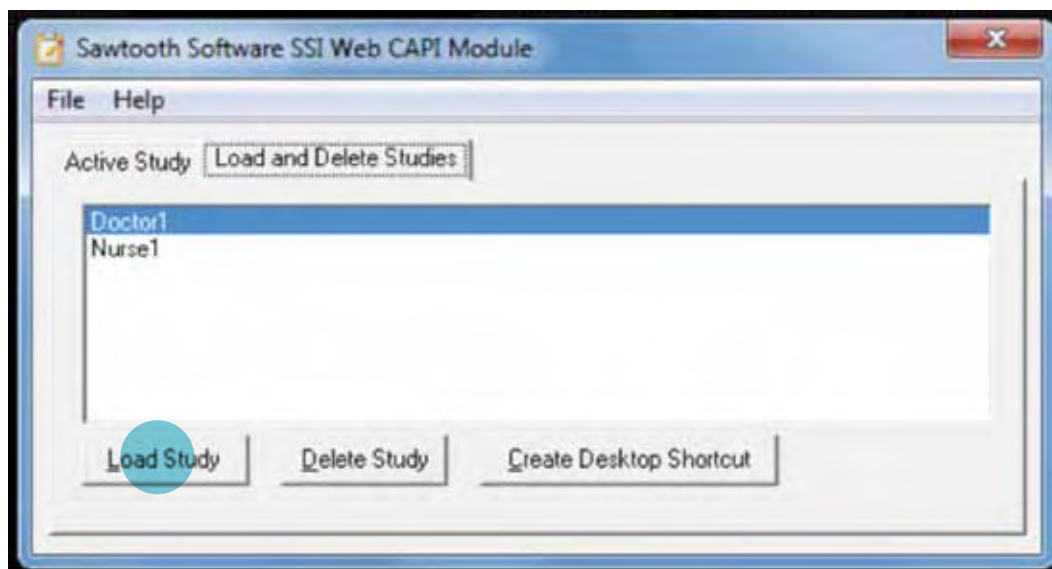 Sawtooth Software SSI Web CAPI Module
File Help
Active Study Load and Delete Studies
Doctor1
Nurse1
Load Study Delete Study Create Desktop Shortcut